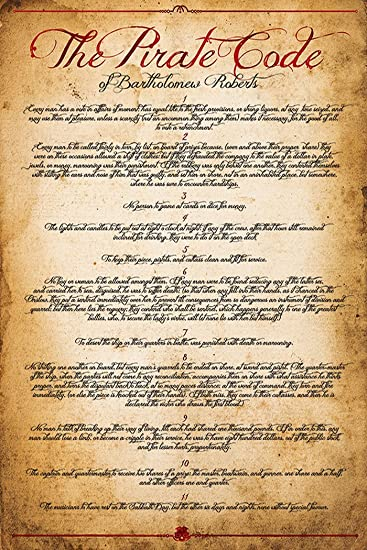 The Pirate Code
of Bartholomew Roberts
1
Every man has a vote in affairs of moment; has equal title to the fresh provisions, or strong liquors, at any time seized, and
may use them at pleasure, unless a scarcity (not an uncommon thing among them) makes it necessary, for the good of all,
to vote a retrenchment.
2
Every man to be called fairly in turn, by list, on board of prizes because, (over and above their proper share) they
were on these occasions allowed a shift of clothes: but if they defrauded the company to the value of a dollar in plate,
jewels, or money, marooning was their punishment. If the robbery was only betwixt one another, they contented themselves
with slitting the ears and nose of him that was guilty, and set him on shore, not in an uninhabited place, but somewhere,
where he was sure to encounter hardships.
3
No person to game at cards or dice for money.
4
The lights and candles to be put out at eight o'clock at night: if any of the crew, after that hour still remained
inclined for drinking, they were to do it on the open deck.
5
To keep their piece, pistols, and cutlass clean and fit for service.
6
No boy or woman to be allowed amongst them. If any man were to be found seducing any of the latter sex,
and carried her to sea, disguised, he was to suffer death; (so that when any fell into their hands, as it chanced in the
Onslow, they put a sentinel immediately over her to prevent ill consequences from so dangerous an instrument of division and
quarrel; but then here lies the roguery; they contend who shall be sentinel, which happens generally to one of the greatest
bullies, who, to secure the lady's virtue, will let none lie with her but himself.)
7
To desert the ship or their quarters in battle, was punished with death or marooning.
8
No striking one another on board, but every man's quarrels to be ended on shore, at sword and pistol. (The quarter-master
of the ship, when the parties will not come to any reconciliation, accompanies them on shore with what assistance he thinks
proper, and turns the disputant back to back, at so many paces distance; at the word of command, they turn and fire
immediately, (or else the piece is knocked out of their hands). If both miss, they come to their cutlasses, and then he is
declared the victor who draws the first blood.)
9
No man to talk of breaking up their way of living, till each had shared one thousand pounds. If in order to this, any
man should lose a limb, or become a cripple in their service, he was to have eight hundred dollars, out of the public stock,
and for lesser hurts, proportionately.
10
The captain and quartermaster to receive two shares of a prize: the master, boatswain, and gunner, one share and a half,
and other officers one and quarter.
11
The musicians to have rest on the Sabbath Day, but the other six days and nights, none without special favour.